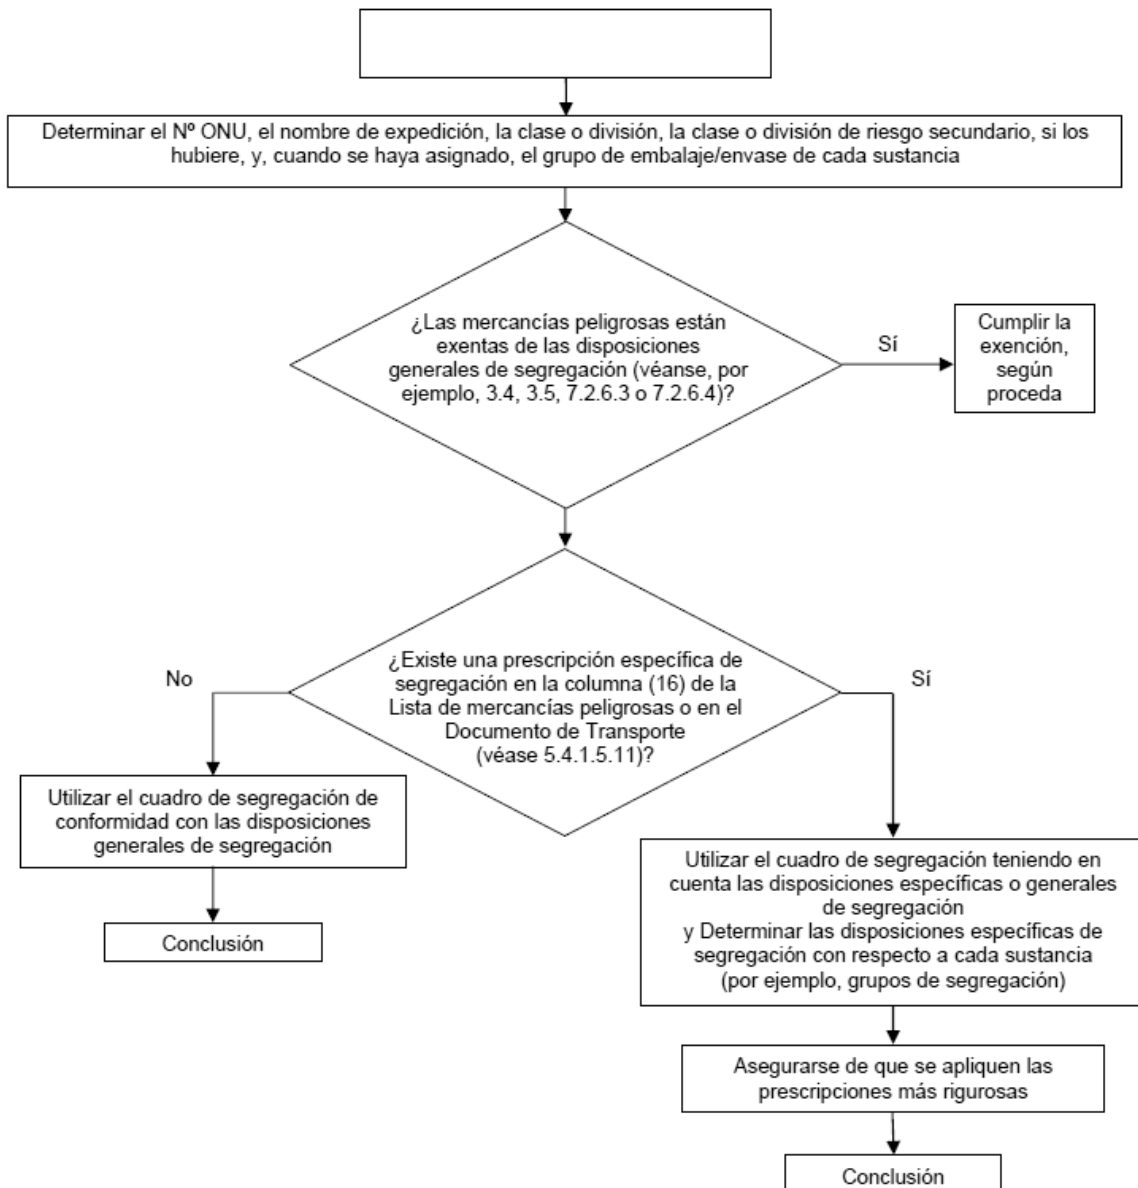 Determinar el Nº ONU, el nombre de expedición, la clase o división, la clase o división de riesgo secundario, si los
hubiere, y, cuando se haya asignado, el grupo de embalaje/envase de cada sustancia
¿Las mercancías peligrosas están
exentas de las disposiciones
generales de segregación (véanse, por
ejemplo, 3.4, 3.5, 7.2.6.3 o 7.2.6.4)?
Sí
Cumplir la
exención,
según
proceda
¿Existe una prescripción específica de
segregación en la columna (16) de la
Lista de mercancías peligrosas o en el
Documento de Transporte
(véase 5.4.1.5.11)?
No
Sí
Utilizar el cuadro de segregación de
conformidad con las disposiciones
generales de segregación
Conclusión
Utilizar el cuadro de segregación teniendo en
cuenta las disposiciones específicas o generales
de segregación
y Determinar las disposiciones específicas de
segregación con respecto a cada sustancia
(por ejemplo, grupos de segregación)
Asegurarse de que se apliquen las
prescripciones más rigurosas
Conclusión